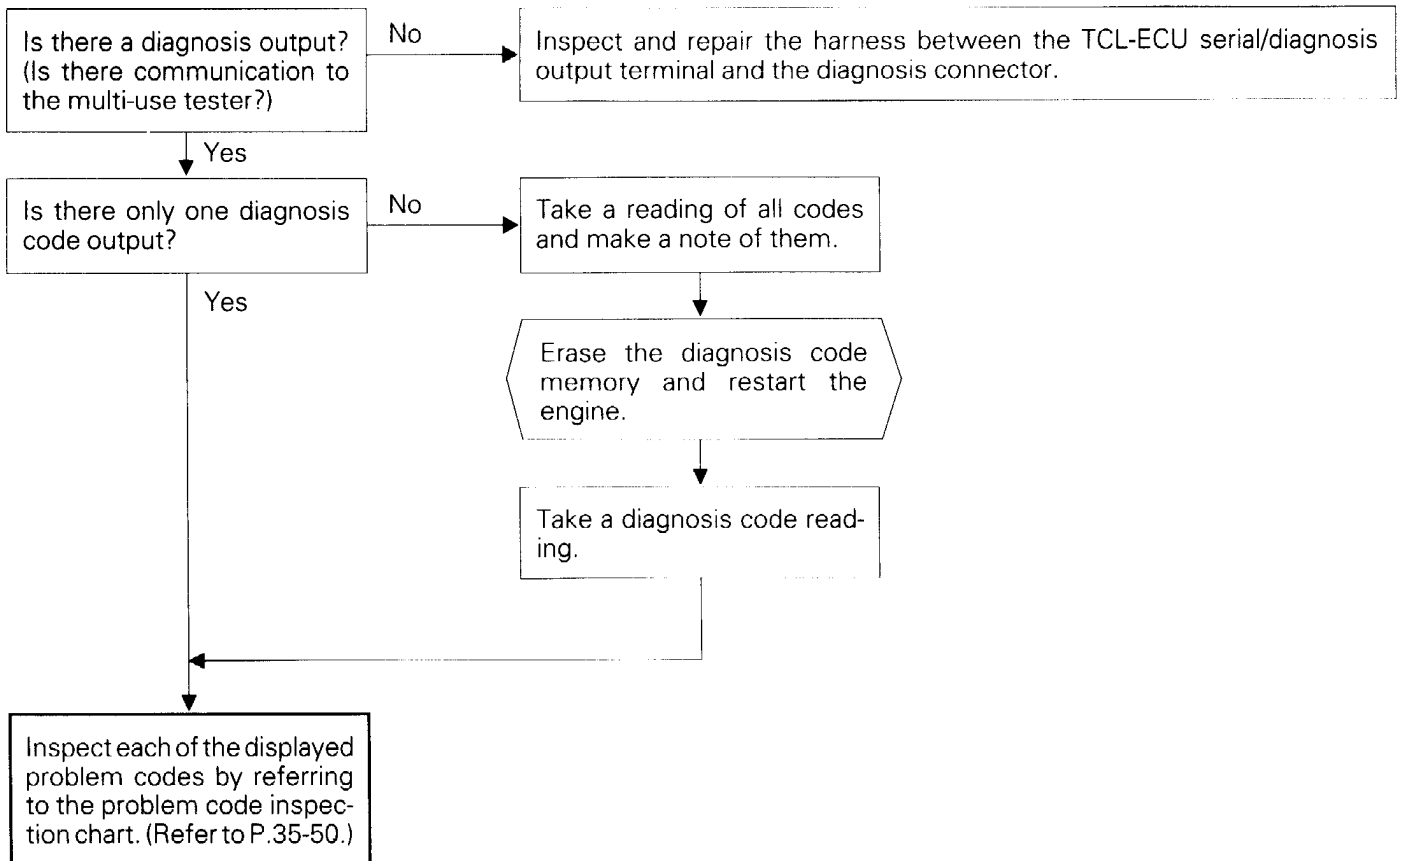 Is there a diagnosis output?
(Is there communication to
the multi-use tester?)
No
Inspect and repair the harness between the TCL-ECU serial/diagnosis
output terminal and the diagnosis connector.
Yes
Is there only one diagnosis
code output?
No
Take a reading of all codes
and make a note of them.
Yes
Erase the diagnosis code
memory and restart the
engine.
Take a diagnosis code read-
ing.
Inspect each of the displayed
problem codes by referring
to the problem code inspec-
tion chart. (Refer to P.35-50.)